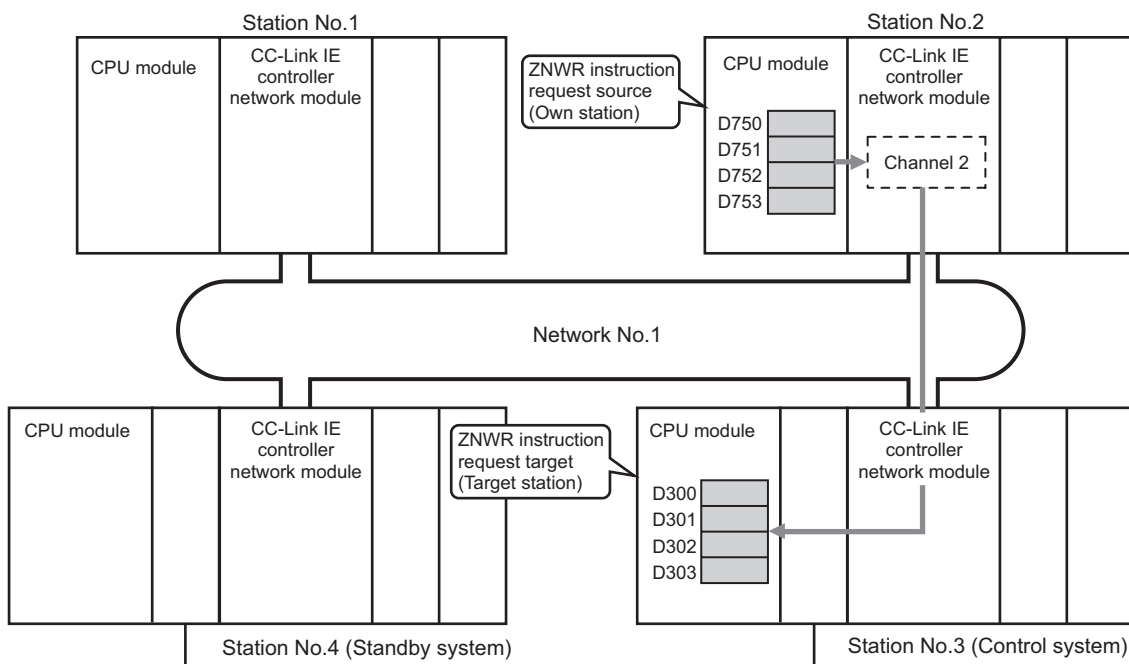 Station No.1
Station No.2
CPU module
CC-Link IE
controller
network module
ZNWR instruction
request source
(Own station)
CPU module
CC-Link IE
controller
network module
D750
D751
D752
D753
Channel 2
Network No.1
CPU module
CC-Link IE
controller
network module
ZNWR instruction
request target
(Target station)
CPU module
CC-Link IE
controller
network module
D300
D301
D302
D303
Station No.4 (Standby system)
Station No.3 (Control system)